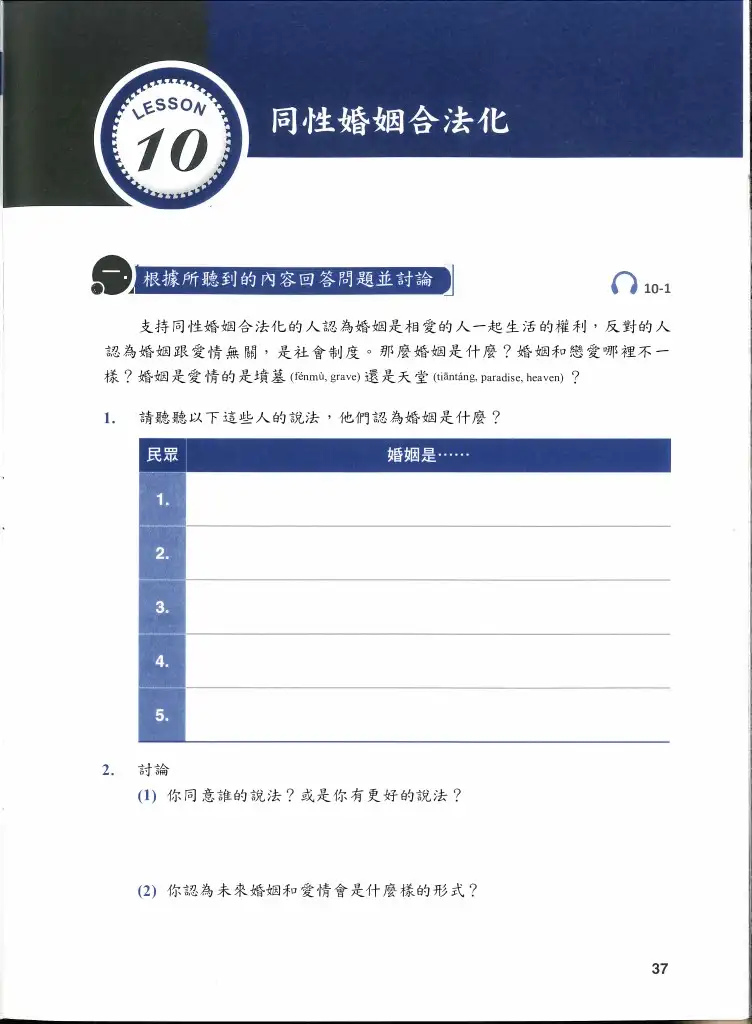 LESSON
10
同性婚姻合法化
一.
根據所聽到的內容回答問題並討論
10-1
支持同性婚姻合法化的人認為婚姻是相愛的人一起生活的權利，反對的人
認為婚姻跟愛情無關，是社會制度。那麼婚姻是什麼？婚姻和戀愛哪裡不一
樣？婚姻是愛情的是墳墓 (fénmù, grave) 還是天堂 (tiāntáng, paradise, heaven) ？
1. 請聽聽以下這些人的說法，他們認為婚姻是什麼？
民眾 婚姻是……
1.
2.
3.
4.
5.
2. 討論
(1) 你同意誰的說法？或是你有更好的說法？
(2) 你認為未來婚姻和愛情會是什麼樣的形式？
37